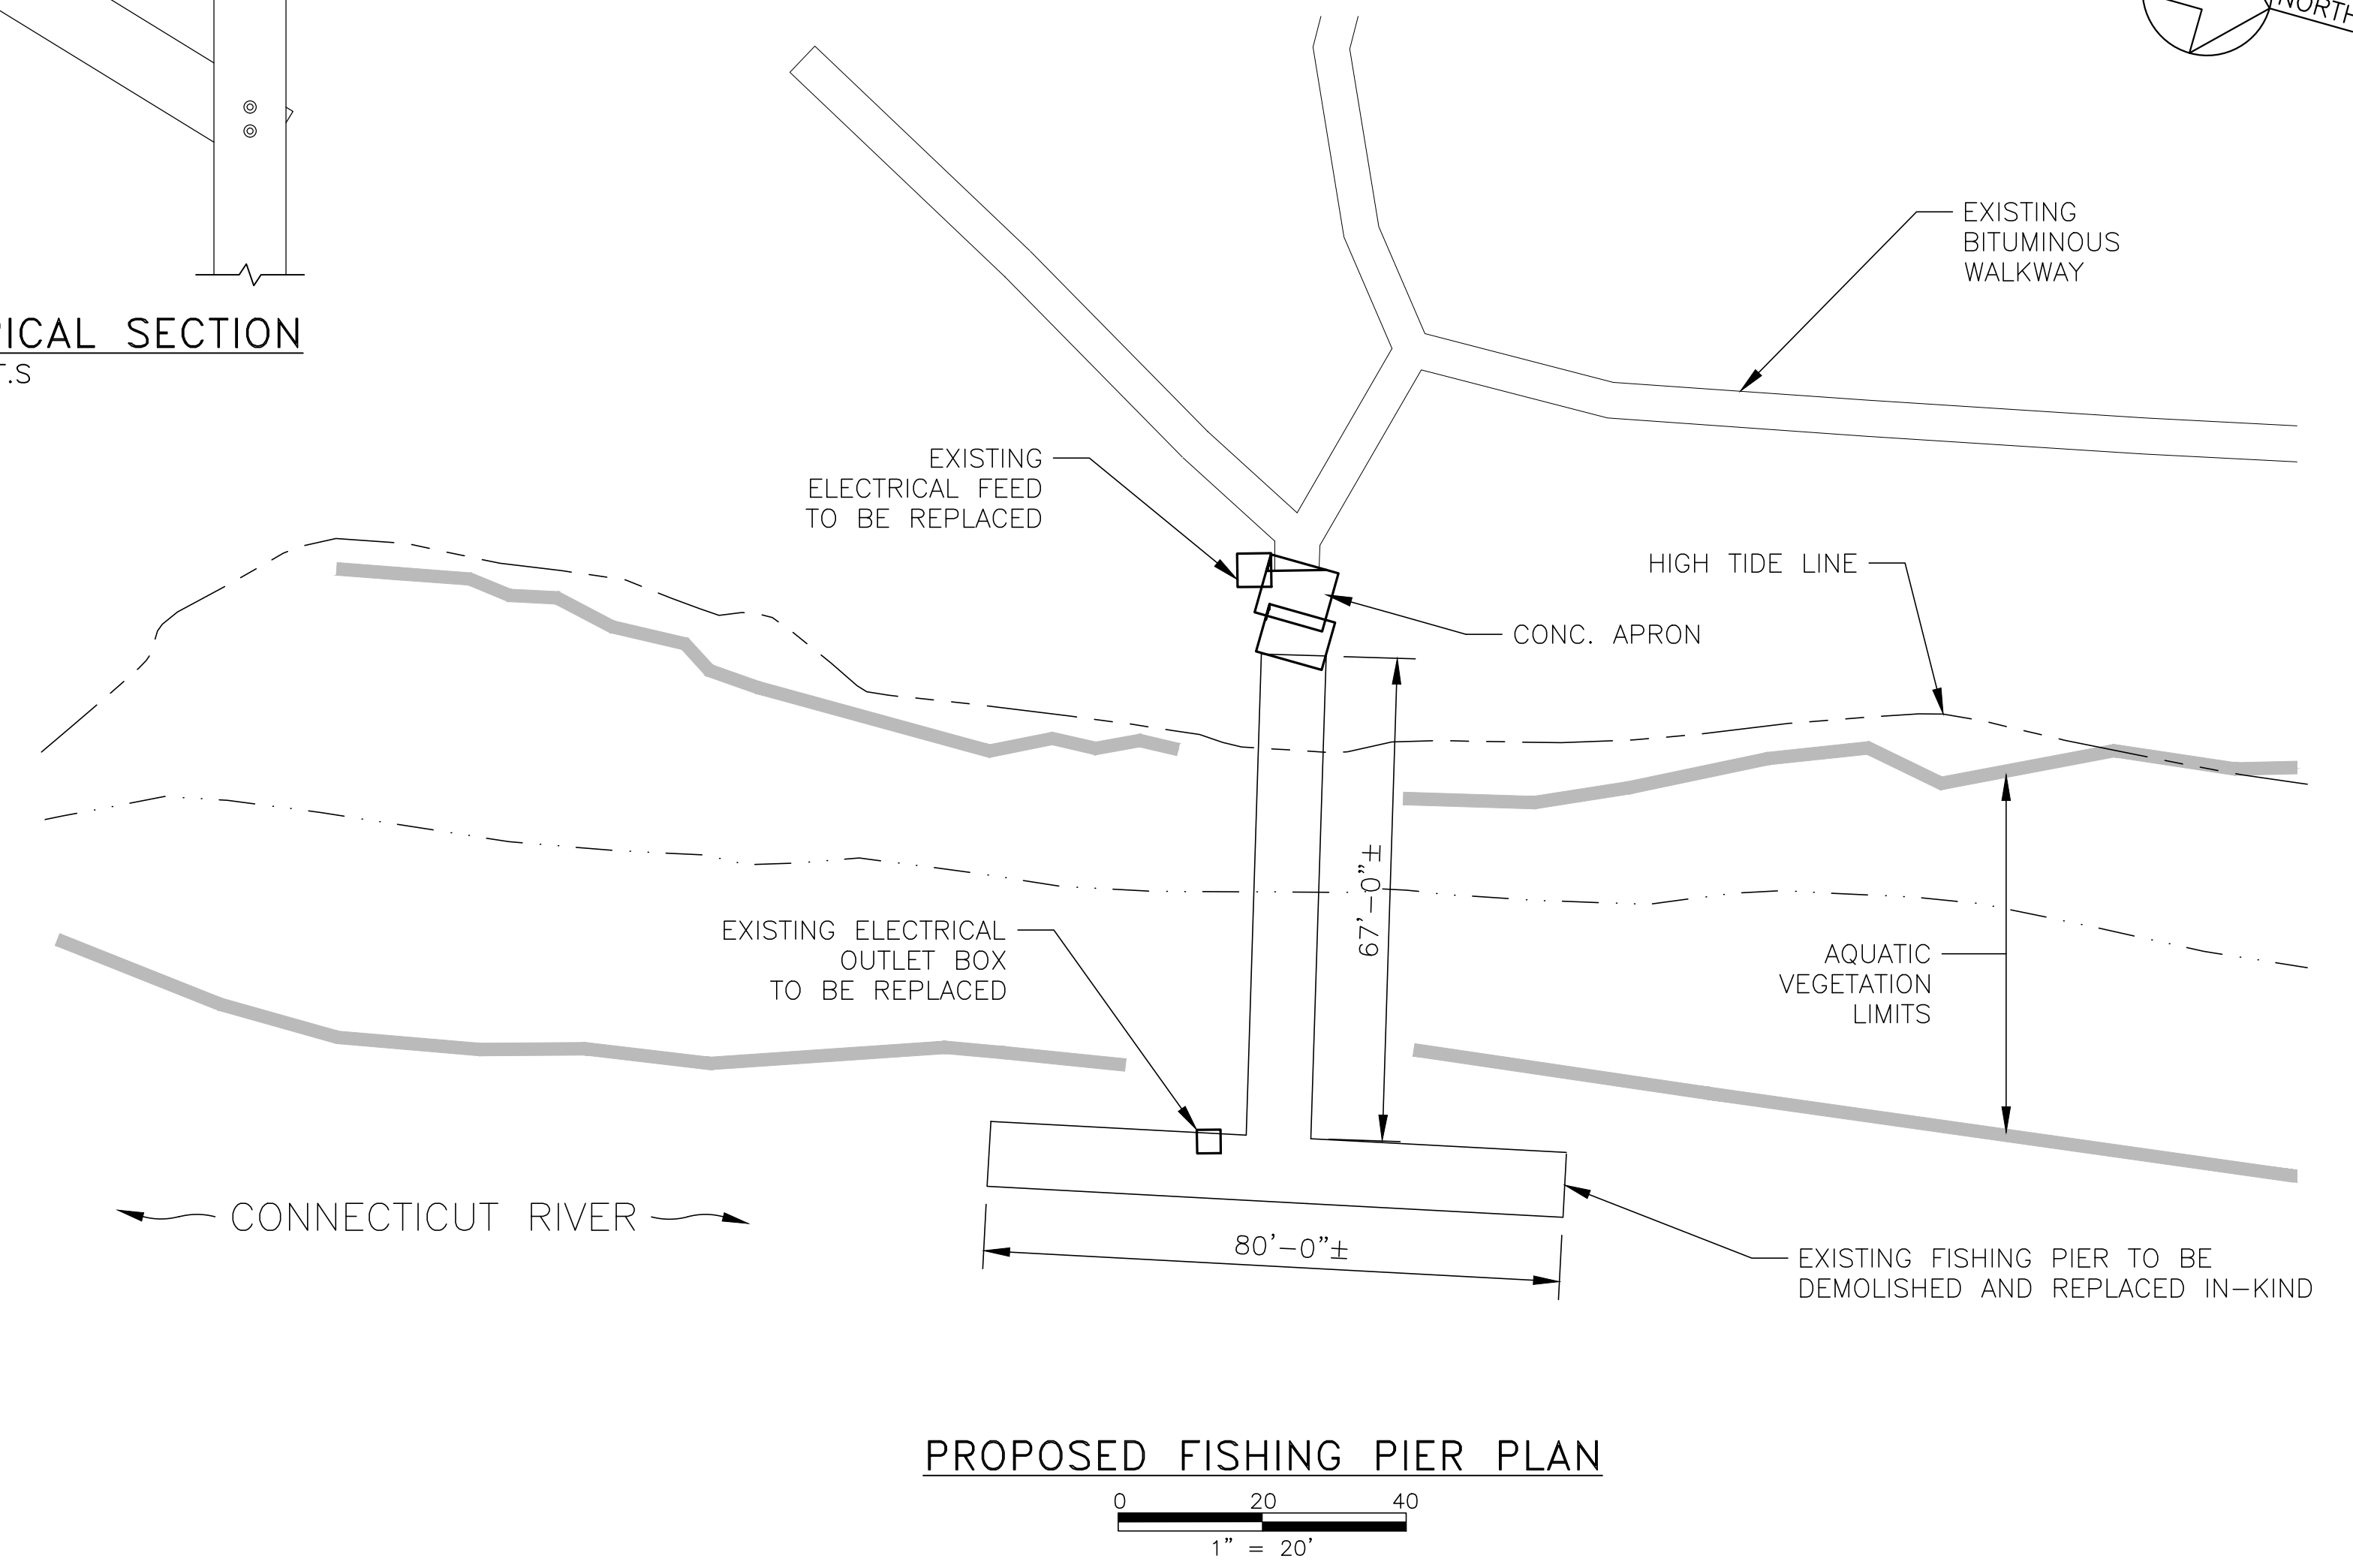 NORTH
ICAL SECTION
T.S
EXISTING
BITUMINOUS
WALKWAY
EXISTING
ELECTRICAL FEED
TO BE REPLACED
HIGH TIDE LINE
CONC. APRON
67'-0"±
EXISTING ELECTRICAL
OUTLET BOX
TO BE REPLACED
AQUATIC
VEGETATION
LIMITS
CONNECTICUT RIVER
80'-0"±
EXISTING FISHING PIER TO BE
DEMOLISHED AND REPLACED IN-KIND
PROPOSED FISHING PIER PLAN
0 20 40
1" = 20'